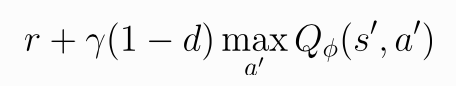 r + γ(1 − d) max_{a′} Q_ϕ(s′, a′)